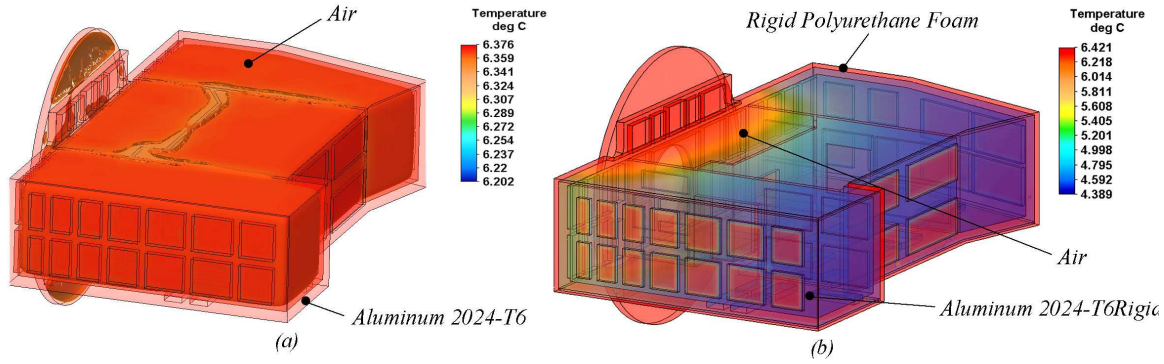 Air
Temperature
deg C
6.376
6.359
6.341
6.324
6.307
6.289
6.272
6.254
6.237
6.22
6.202
Aluminum 2024-T6
(a)
Rigid Polyurethane Foam
Temperature
deg C
6.421
6.218
6.014
5.811
5.608
5.405
5.201
4.998
4.795
4.592
4.389
Air
Aluminum 2024-T6Rigid
(b)